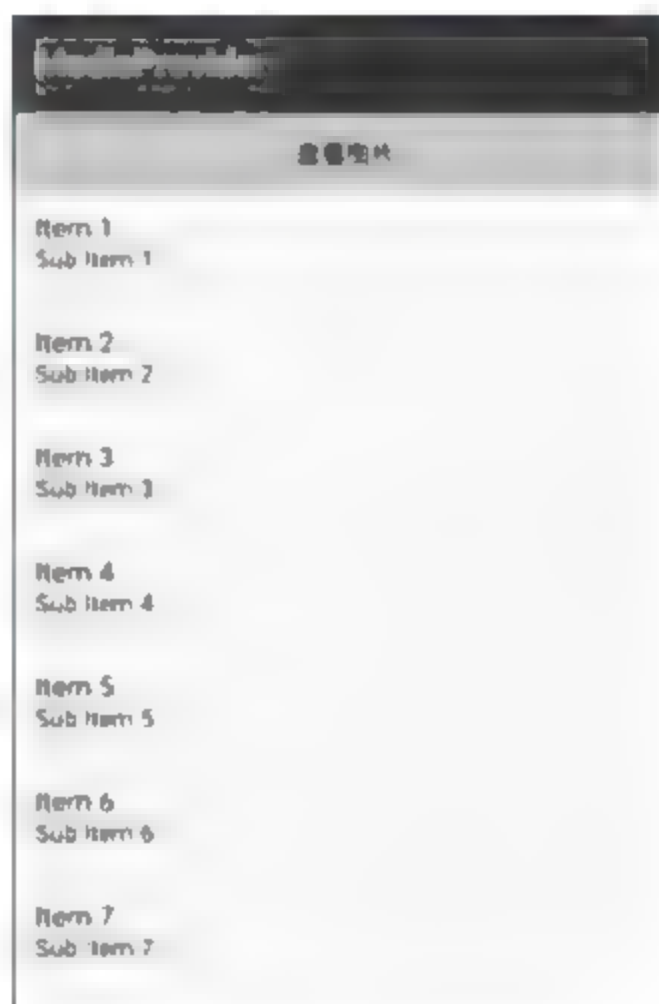 Item 1
Sub Item 1
Item 2
Sub Item 2
Item 3
Sub Item 3
Item 4
Sub Item 4
Item 5
Sub Item 5
Item 6
Sub Item 6
Item 7
Sub Item 7